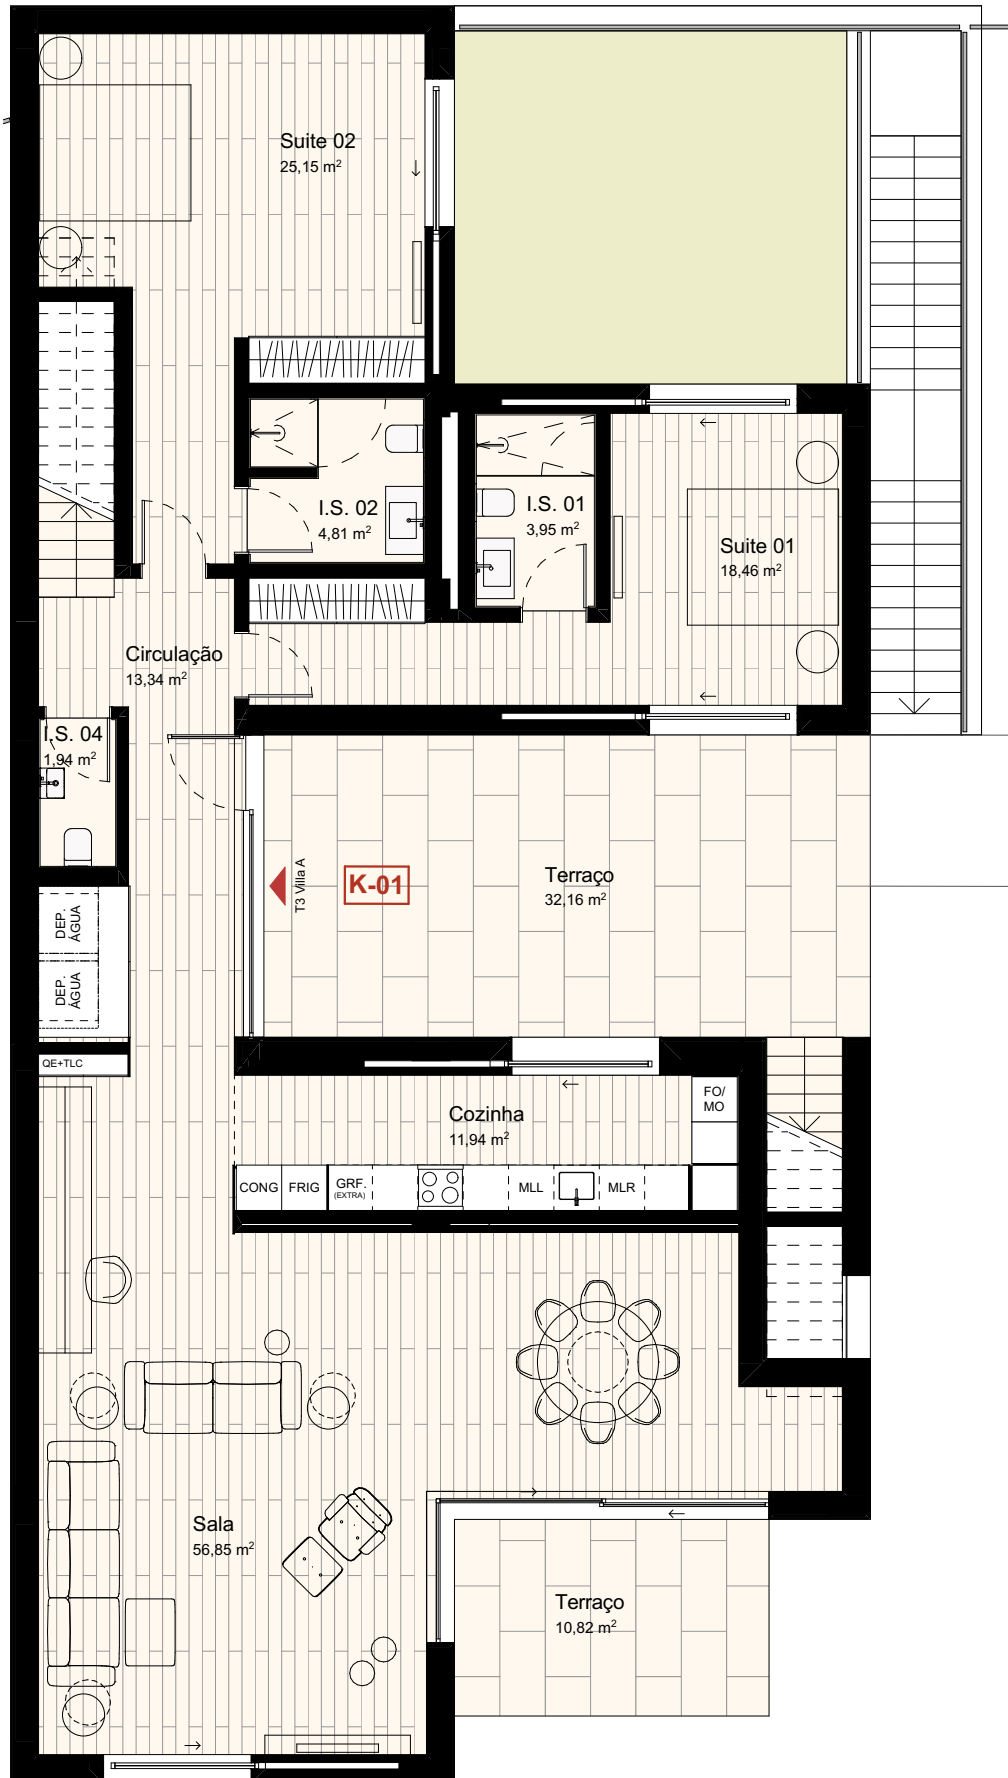 Suite 02
25,15 m²
I.S. 02
4,81 m²
I.S. 01
3,95 m²
Suite 01
18,46 m²
Circulação
13,34 m²
I.S. 04
1,94 m²
T3 Villa A
K-01
Terraço
32,16 m²
DEP.
ÁGUA
DEP.
ÁGUA
QE+TLC
Cozinha
11,94 m²
FO/
MO
CONG
FRIG
GRF.
(EXTRA)
MLL
MLR
Sala
56,85 m²
Terraço
10,82 m²